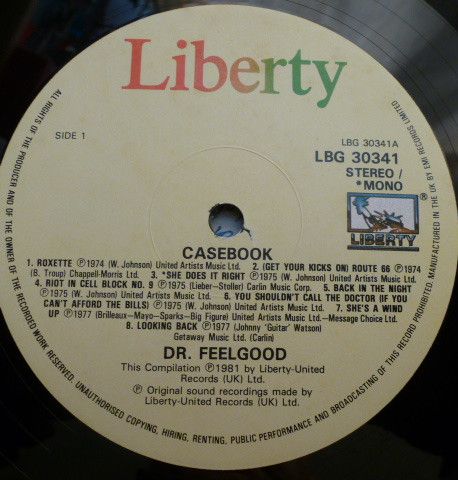 Liberty
SIDE 1
LBG 30341A
LBG 30341
STEREO/
*MONO
LIBERTY
®
CASEBOOK
1. ROXETTE ℗1974 (W. Johnson) United Artists Music Ltd. 2. (GET YOUR KICKS ON) ROUTE 66 ℗1974
(B. Troup) Chappell-Morris Ltd. 3. *SHE DOES IT RIGHT ℗1975 (W. Johnson) United Artists Music Ltd.
4. RIOT IN CELL BLOCK NO. 9 ℗1975 (Lieber-Stoller) Carlin Music Corp. 5. BACK IN THE NIGHT
℗1975 (W. Johnson) United Artists Music Ltd. 6. YOU SHOULDN'T CALL THE DOCTOR (IF YOU
CAN'T AFFORD THE BILLS) ℗1975 (W. Johnson) United Artists Music Ltd. 7. SHE'S A WIND
UP ℗1977 (Brilleaux—Mayo—Sparks—Big Figure) United Artists Music Ltd.—Message Choice Ltd.
8. LOOKING BACK ℗1977 (Johnny 'Guitar' Watson)
Getaway Music Ltd. (Carlin)
DR. FEELGOOD
This Compilation ℗1981 by Liberty-United
Records (UK) Ltd.
℗ Original sound recordings made by
Liberty-United Records (UK) Ltd.
ALL RIGHTS OF THE PRODUCER AND OF THE OWNER OF THE RECORDED WORK RESERVED. UNAUTHORISED COPYING, HIRING, RENTING, PUBLIC PERFORMANCE AND BROADCASTING OF THIS RECORD PROHIBITED. MANUFACTURED IN THE UK BY EMI RECORDS LIMITED